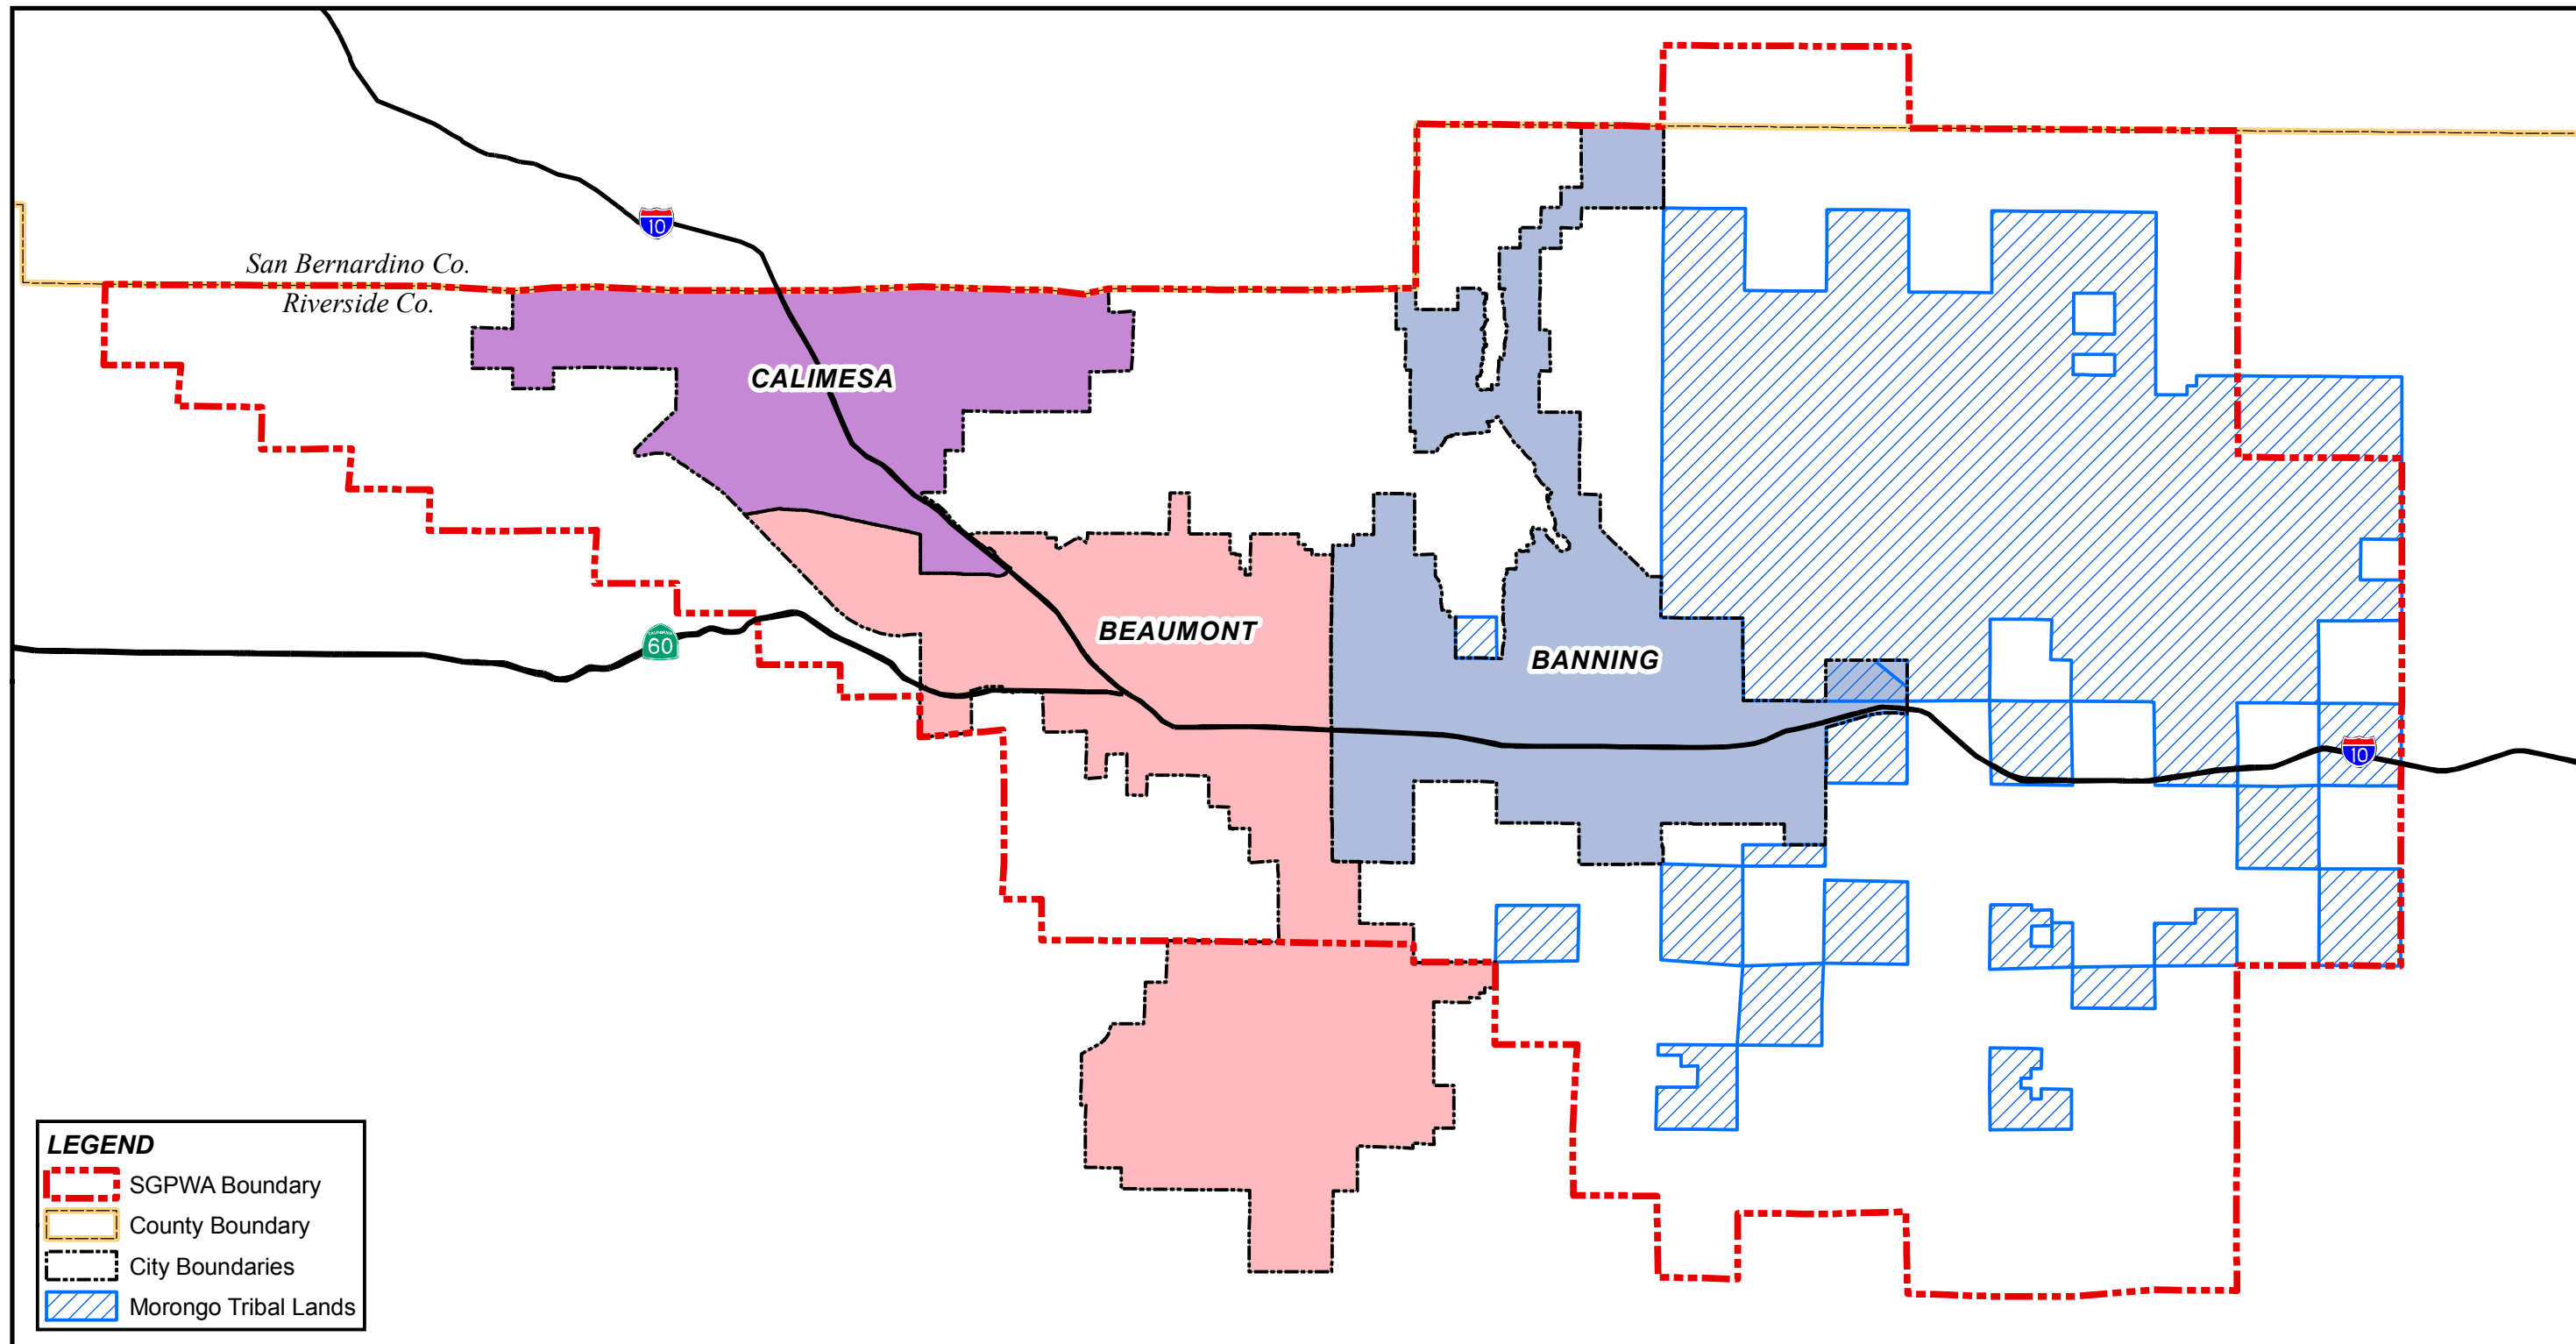 10
San Bernardino Co.
Riverside Co.
CALIMESA
CALIFORNIA
60
BEAUMONT
BANNING
10
LEGEND
SGPWA Boundary
County Boundary
City Boundaries
Morongo Tribal Lands